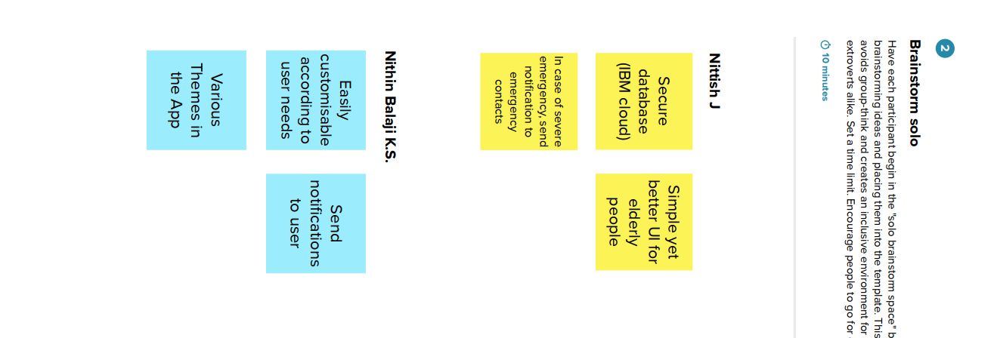 2
Brainstorm solo
Have each participant begin in the "solo brainstorm space" b
brainstorming ideas and placing them into the template. This
avoids group-think and creates an inclusive environment for
extroverts alike. Set a time limit. Encourage people to go for
10 minutes
Nittish J
Secure
database
(IBM cloud)
Simple yet
better UI for
elderly
people
In case of severe
emergency, send
notification to
emergency
contacts
Nithin Balaji K.S.
Easily
customisable
according to
user needs
Send
notifications
to user
Various
Themes in
the App